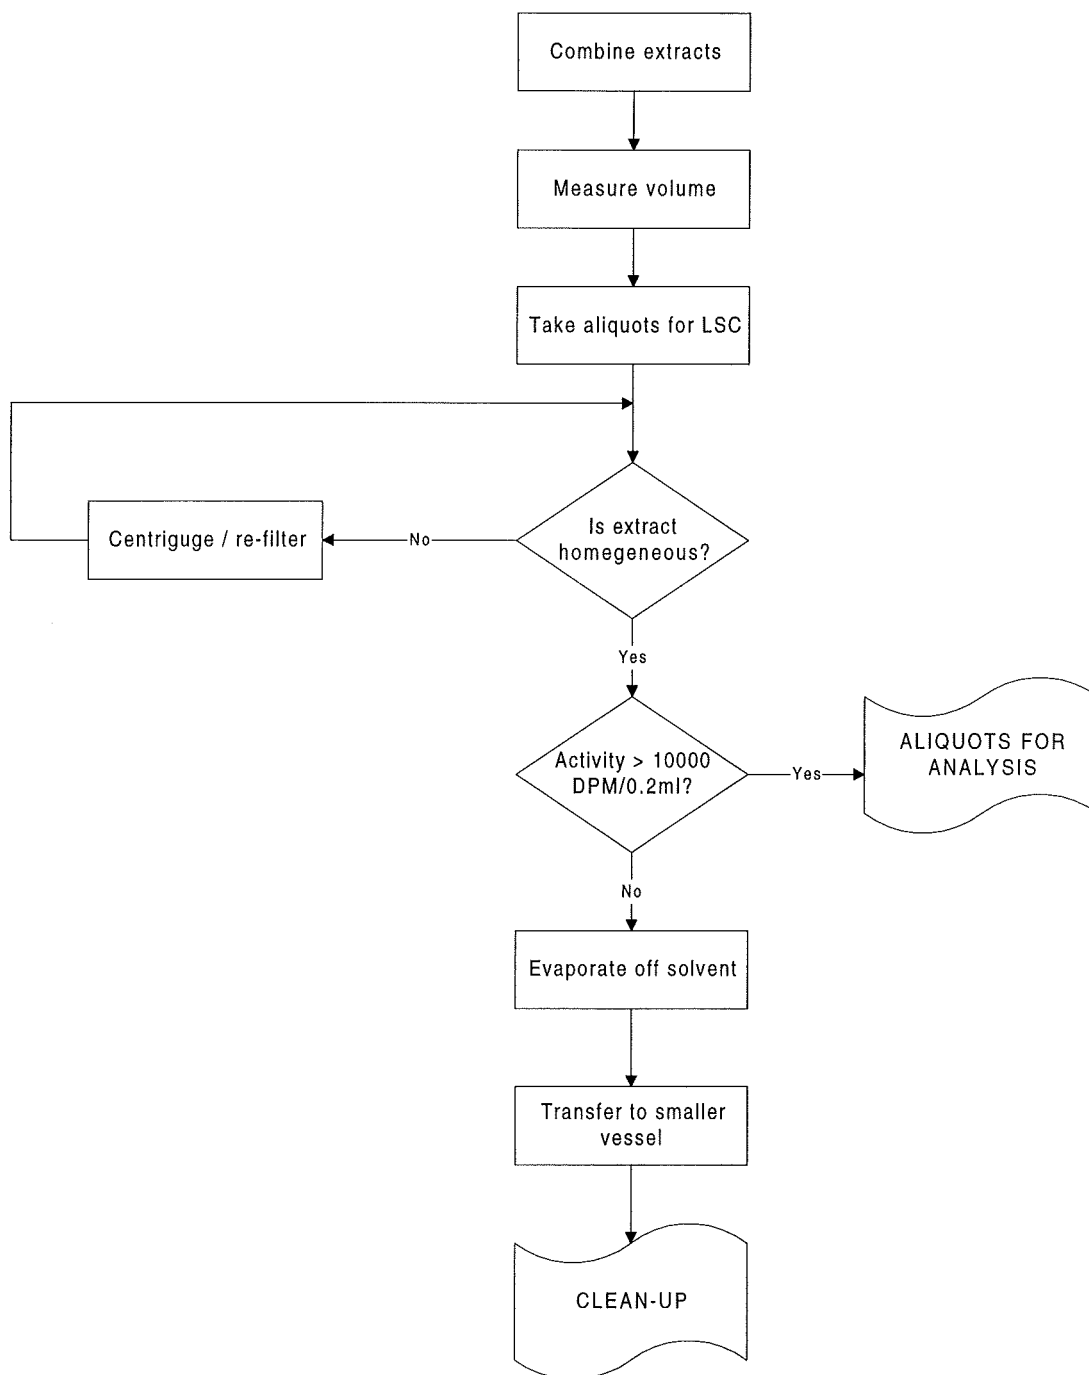 Combine extracts
Measure volume
Take aliquots for LSC
Is extract
homegeneous?
No
Centriguge / re-filter
Yes
Activity > 10000
DPM/0.2ml?
Yes
ALIQUOTS FOR
ANALYSIS
No
Evaporate off solvent
Transfer to smaller
vessel
CLEAN-UP